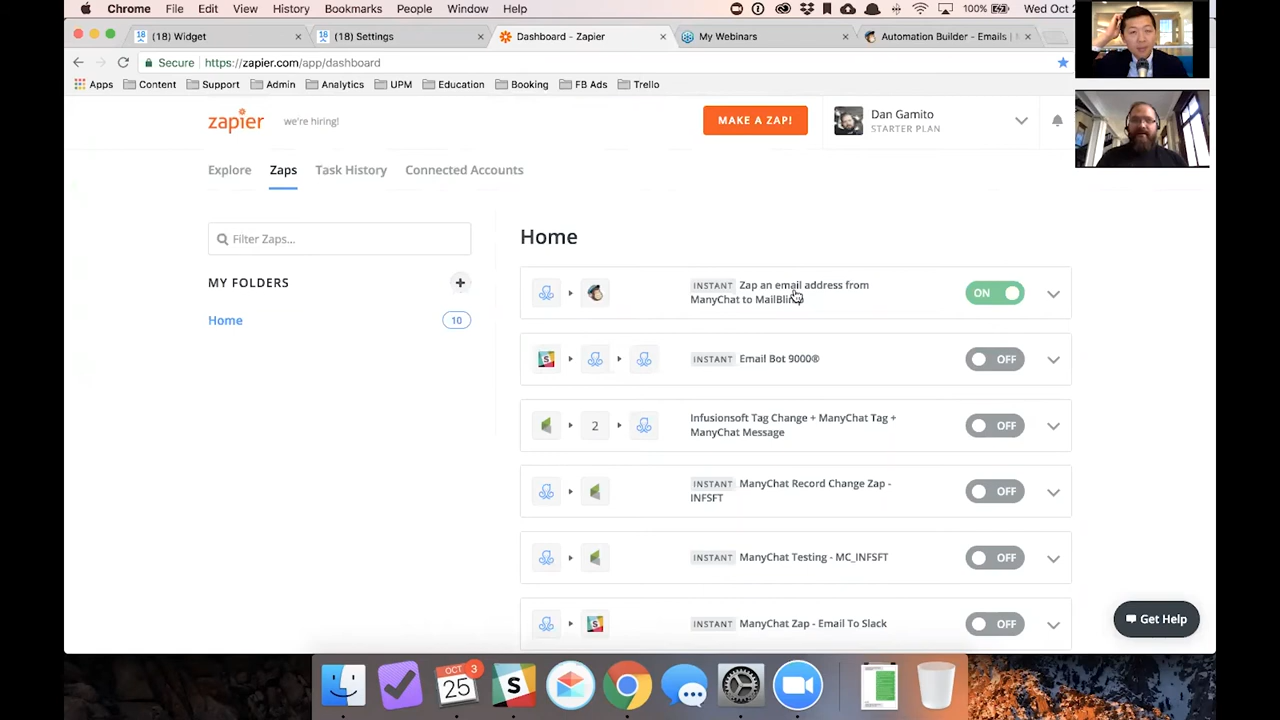 Chrome File Edit View History Bookmarks People Window Help 100% Wed Oct 2
(18) Widget
(18) Settings
Dashboard - Zapier
My Webinars
Automation Builder - Emails |
Secure https://zapier.com/app/dashboard
Apps Content Support Admin Analytics UPM Education Booking FB Ads Trello
zapier we're hiring!
MAKE A ZAP!
Dan Gamito
STARTER PLAN
Explore Zaps Task History Connected Accounts
Filter Zaps...
MY FOLDERS
Home 10
Home
INSTANT Zap an email address from
ManyChat to MailBlin
ON
INSTANT Email Bot 9000®
OFF
2
Infusionsoft Tag Change + ManyChat Tag +
ManyChat Message
OFF
INSTANT ManyChat Record Change Zap -
INFSFT
OFF
INSTANT ManyChat Testing - MC_INFSFT
OFF
INSTANT ManyChat Zap - Email To Slack
OFF
Get Help
OCT 3
25